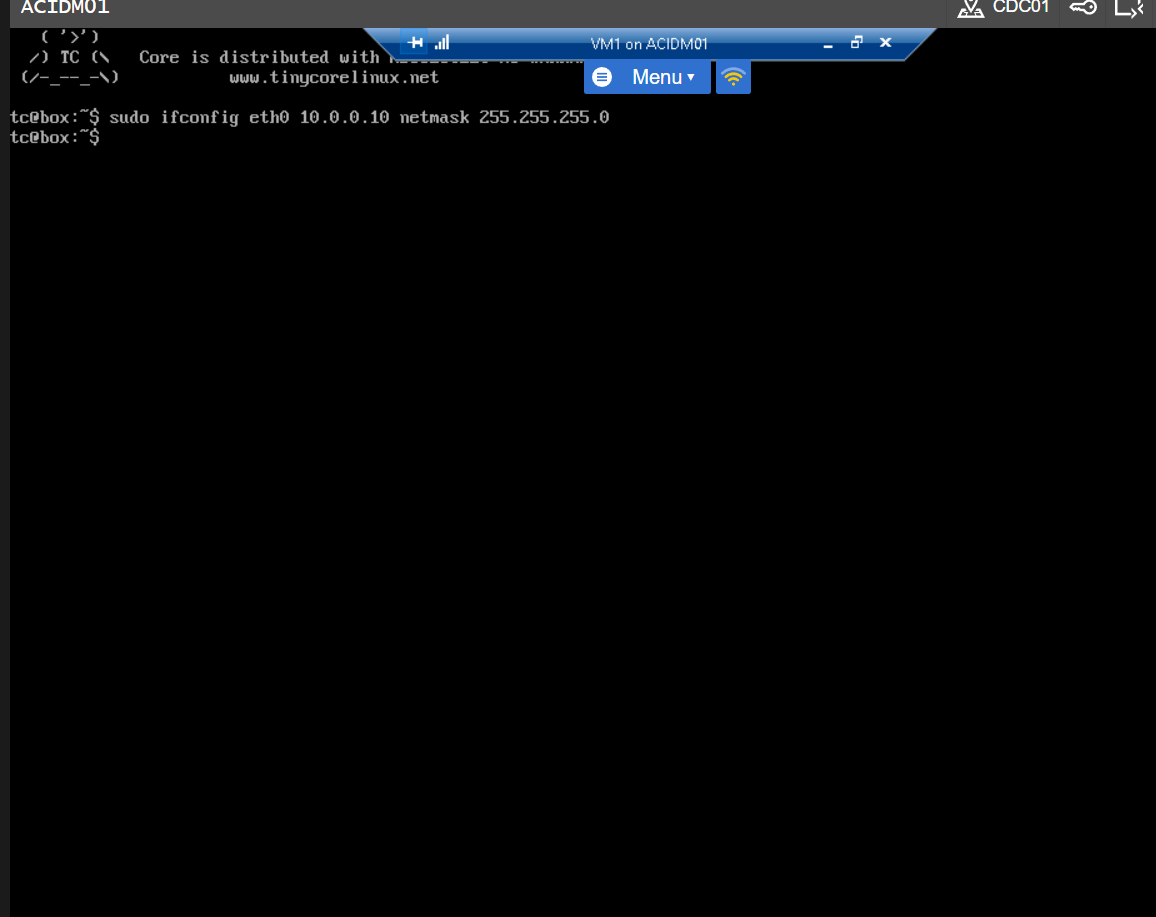 ACIDM01
CDC01
VM1 on ACIDM01
Menu
( '>')
/) TC (\   Core is distributed with
(/-_--_-\)           www.tinycorelinux.net
tc@box:~$ sudo ifconfig eth0 10.0.0.10 netmask 255.255.255.0
tc@box:~$